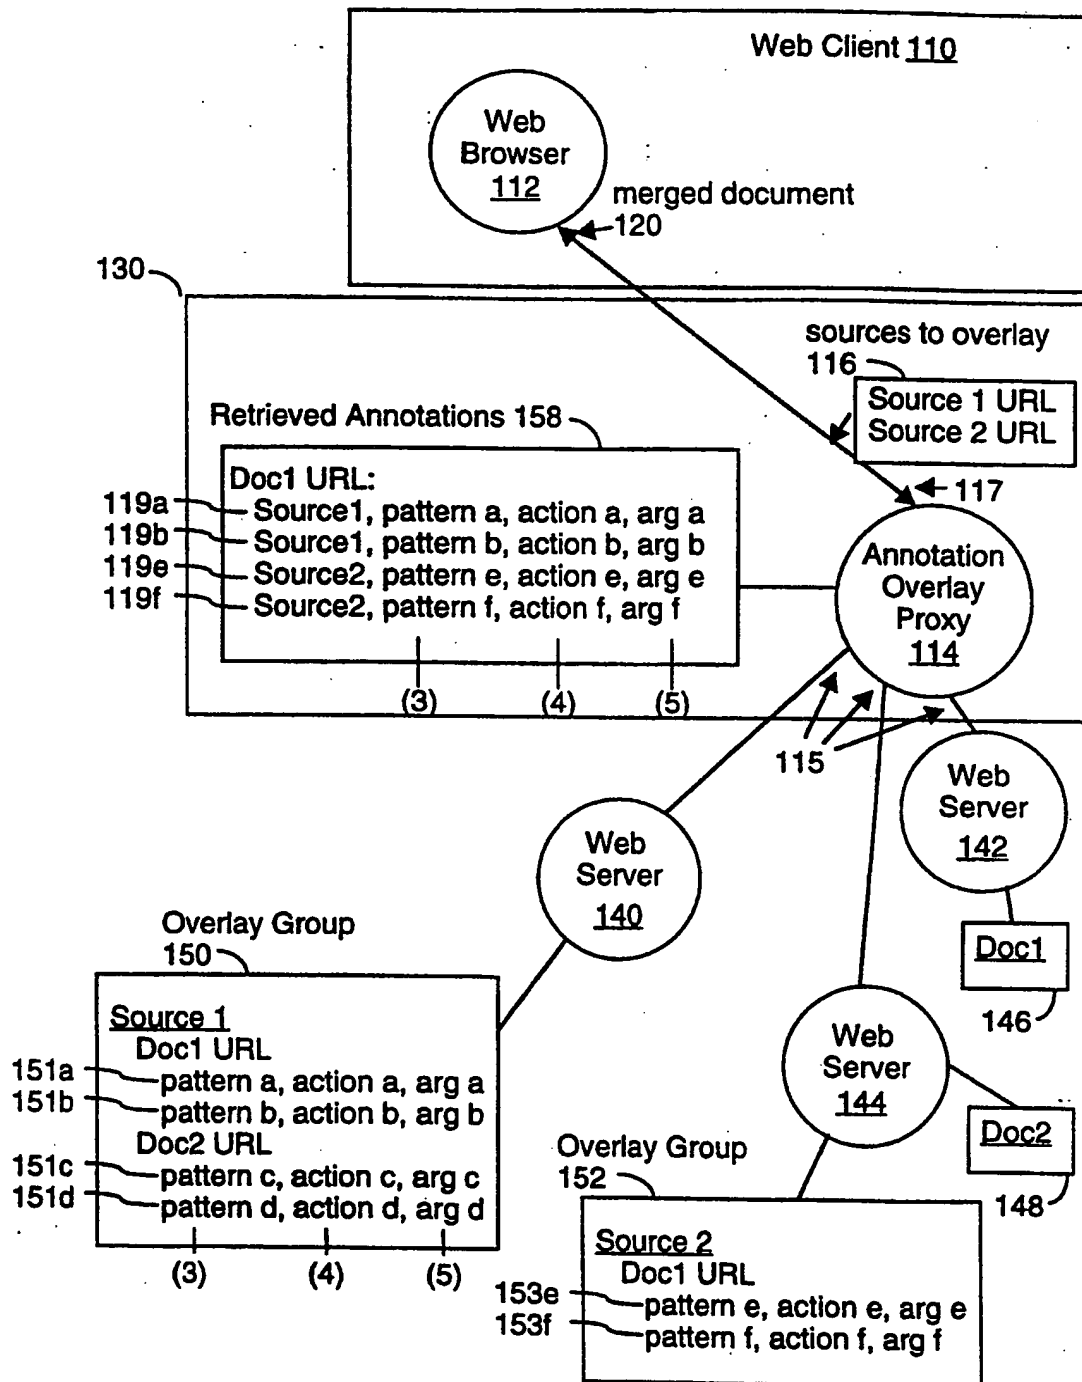 Web Client 110
Web
Browser
112
merged document
120
130
sources to overlay
116
Source 1 URL
Source 2 URL
Retrieved Annotations 158
117
Doc1 URL:
119a
Source1, pattern a, action a, arg a
119b
Source1, pattern b, action b, arg b
119e
Source2, pattern e, action e, arg e
119f
Source2, pattern f, action f, arg f
(3)
(4)
(5)
Annotation
Overlay
Proxy
114
115
Web
Server
142
Web
Server
140
Doc1
146
Overlay Group
150
Source 1
Doc1 URL
151a
pattern a, action a, arg a
151b
pattern b, action b, arg b
Doc2 URL
151c
pattern c, action c, arg c
151d
pattern d, action d, arg d
(3)
(4)
(5)
Web
Server
144
Doc2
148
Overlay Group
152
Source 2
Doc1 URL
153e
pattern e, action e, arg e
153f
pattern f, action f, arg f